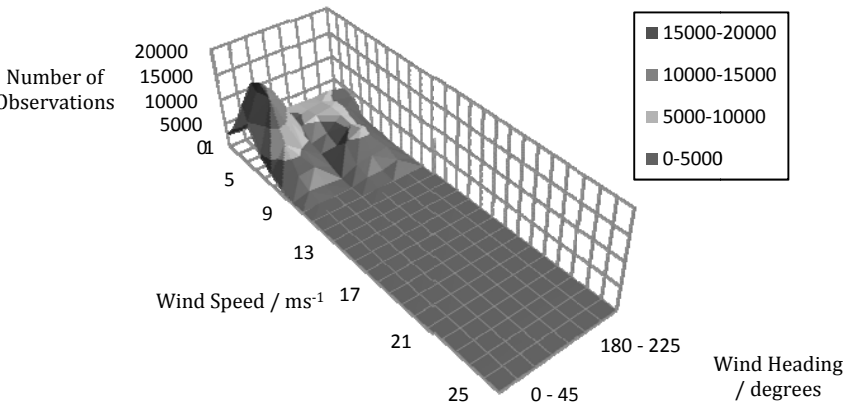 20000
15000
10000
5000
0
1
5
9
13
17
21
25
Number of
Observations
Wind Speed / ms-1
0 - 45
180 - 225
Wind Heading
/ degrees
15000-20000
10000-15000
5000-10000
0-5000